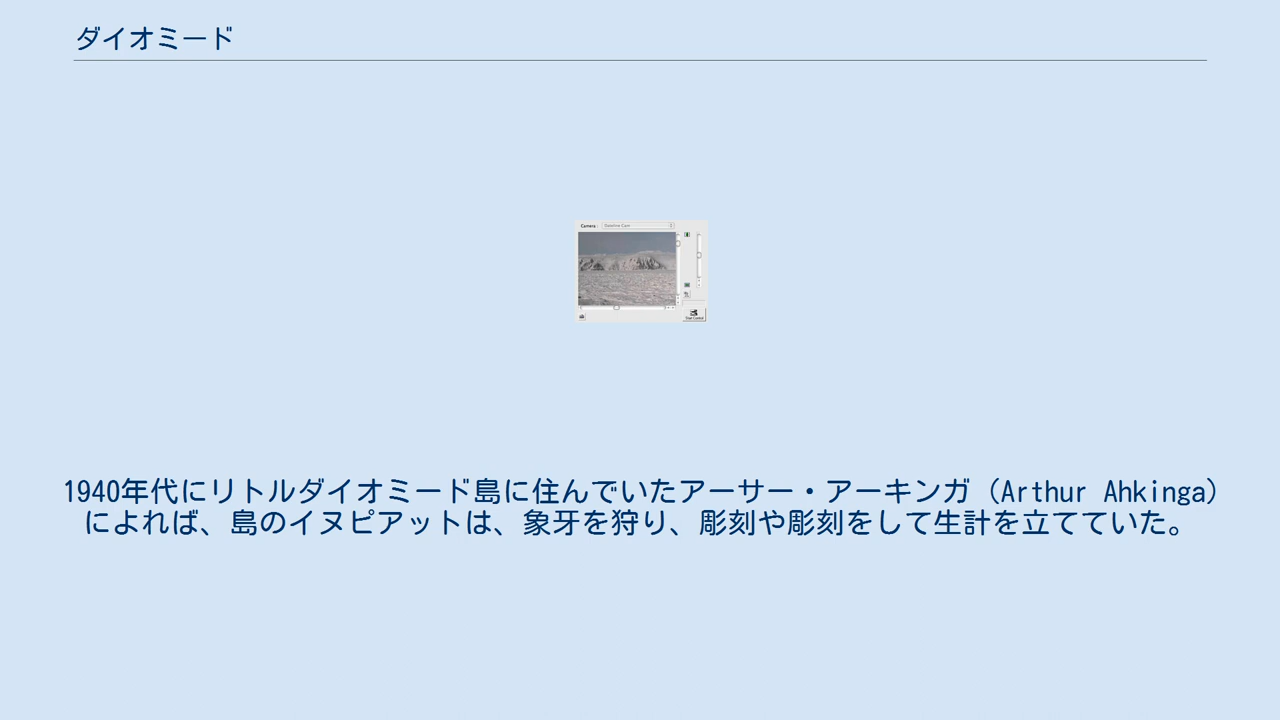 ダイオミード
Camera:
1940年代にリトルダイオミード島に住んでいたアーサー・アーキンガ (Arthur Ahkinga)
によれば、島のイヌピアットは、象牙を狩り、彫刻や彫刻をして生計を立てていた。